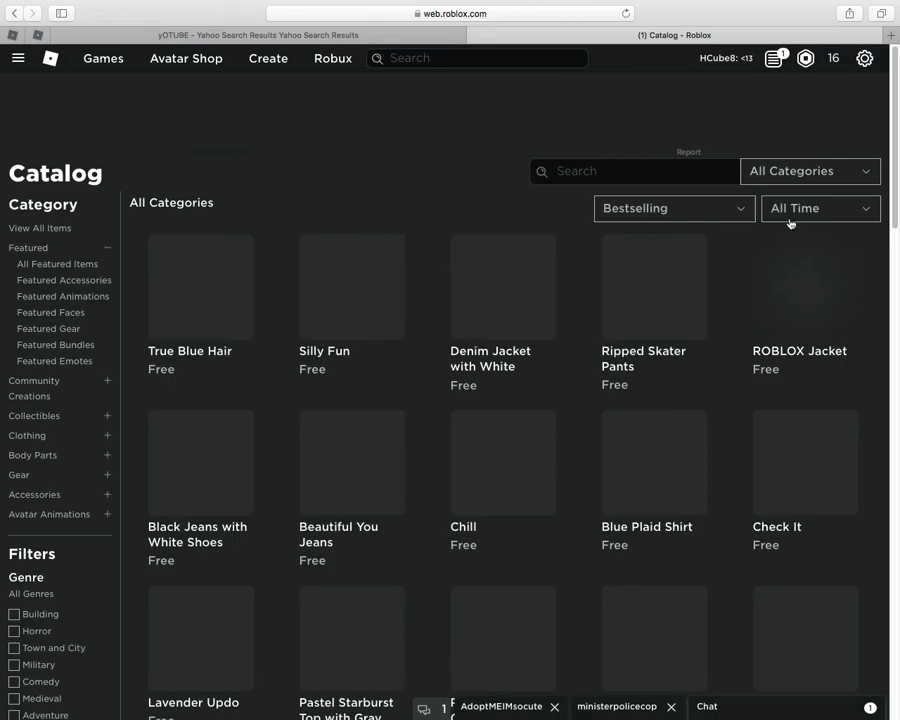 web.roblox.com
yOTUBE - Yahoo Search Results Yahoo Search Results
(1) Catalog - Roblox
Games
Avatar Shop
Create
Robux
Search
HCube8: <13
1
16
Report
Catalog
Search
All Categories
Category
All Categories
Bestselling
All Time
View All Items
Featured
All Featured Items
Featured Accessories
Featured Animations
Featured Faces
Featured Gear
Featured Bundles
Featured Emotes
Community
Creations
Collectibles
Clothing
Body Parts
Gear
Accessories
Avatar Animations
Filters
Genre
All Genres
Building
Horror
Town and City
Military
Comedy
Medieval
Adventure
True Blue Hair
Free
Silly Fun
Free
Denim Jacket
with White
Free
Ripped Skater
Pants
Free
ROBLOX Jacket
Free
Black Jeans with
White Shoes
Free
Beautiful You
Jeans
Free
Chill
Free
Blue Plaid Shirt
Free
Check It
Free
Lavender Updo
Pastel Starburst
Top with Gray
1
AdoptMEIMsocute
ministerpolicecop
Chat
1